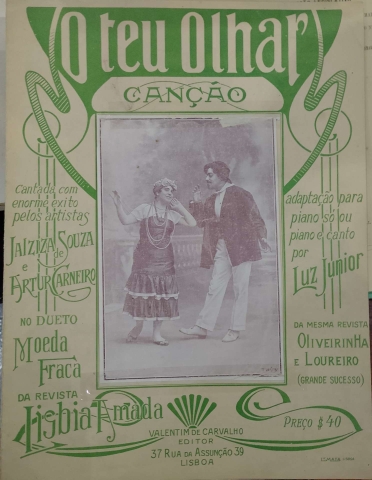 O teu Olhar
CANÇÃO
Cantada com
enorme exito
pelos artistas
JALZIZA de SOUZA
e
ARTUR CARNEIRO
NO DUETO
Moeda
Fraca
DA REVISTA
Lisbia Amada
adaptação para
piano só ou
piano e canto
por
LUZ JUNIOR
DA MESMA REVISTA
OLIVEIRINHA
E LOUREIRO
(GRANDE SUCESSO)
PREÇO $40
VALENTIM DE CARVALHO
EDITOR
37 RUA DA ASSUNÇÃO 39
LISBOA